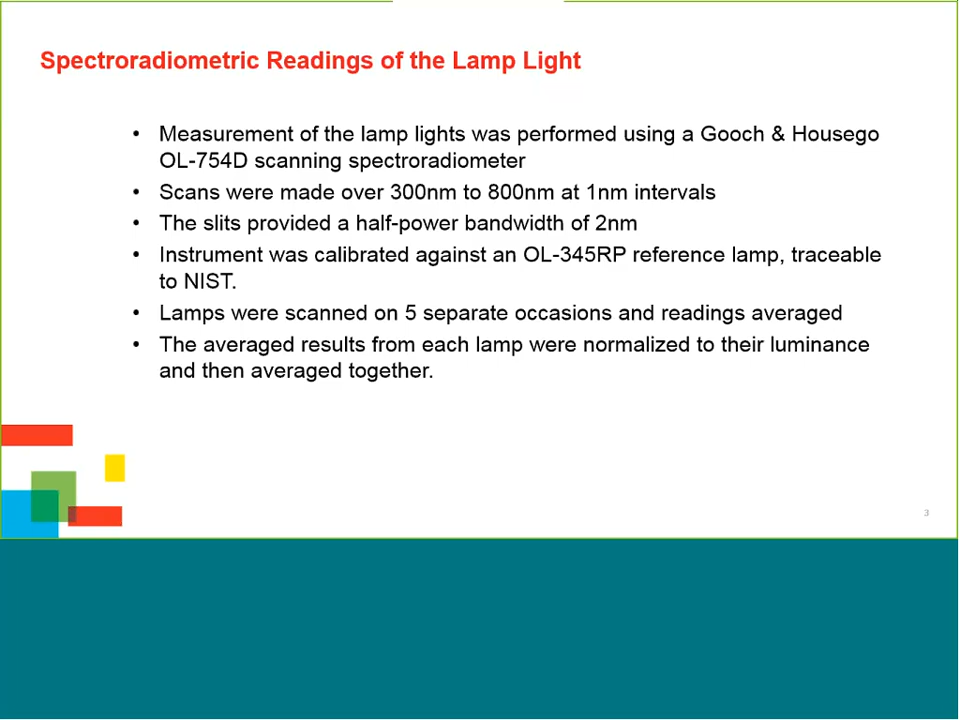 Spectroradiometric Readings of the Lamp Light
• Measurement of the lamp lights was performed using a Gooch & Housego
OL-754D scanning spectroradiometer
• Scans were made over 300nm to 800nm at 1nm intervals
• The slits provided a half-power bandwidth of 2nm
• Instrument was calibrated against an OL-345RP reference lamp, traceable
to NIST.
• Lamps were scanned on 5 separate occasions and readings averaged
• The averaged results from each lamp were normalized to their luminance
and then averaged together.
3